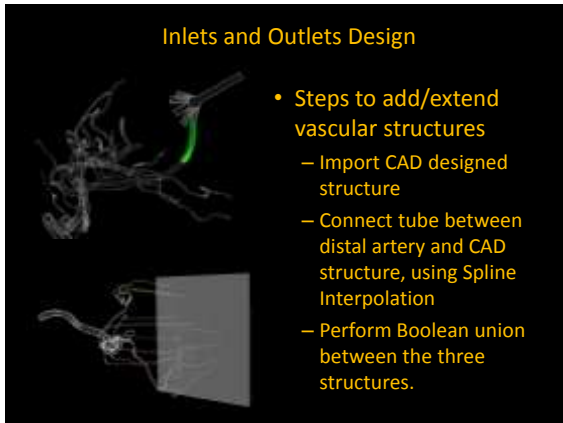 Inlets and Outlets Design
• Steps to add/extend
vascular structures
– Import CAD designed
structure
– Connect tube between
distal artery and CAD
structure, using Spline
Interpolation
– Perform Boolean union
between the three
structures.